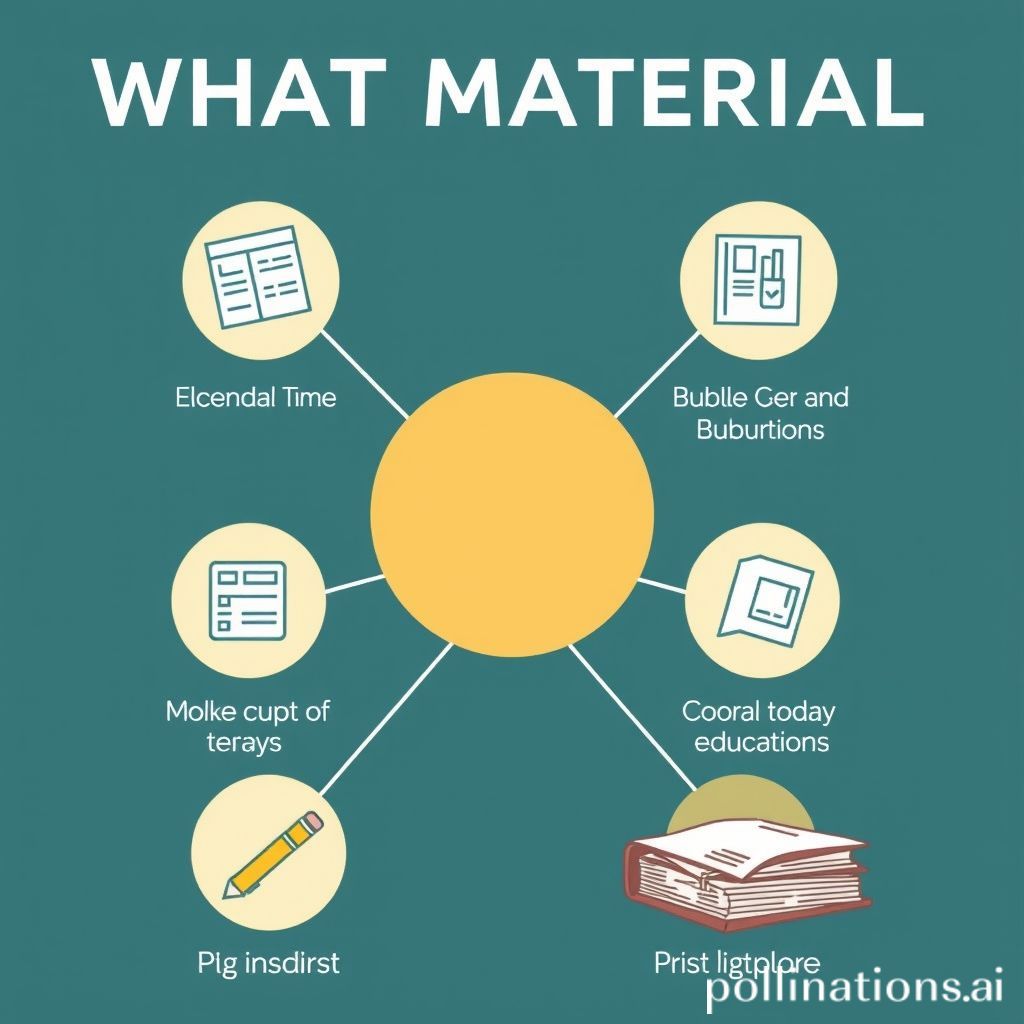 WHAT MATERIAL
Elcendal Time
Bublle Ger and
Buburtions
Molke cupt of
terays
Cooral today
educations
Pig insdirst
Prist ligtplore
pollinations.ai